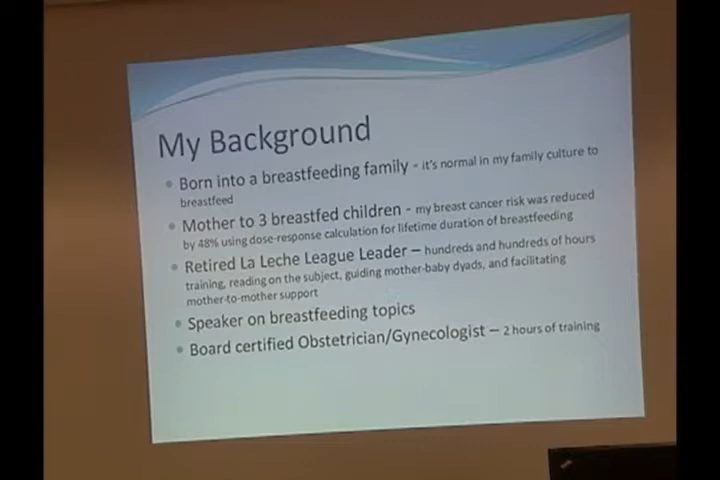 My Background
• Born into a breastfeeding family - it's normal in my family culture to
breastfeed
• Mother to 3 breastfed children - my breast cancer risk was reduced
by 48% using dose-response calculation for lifetime duration of breastfeeding
• Retired La Leche League Leader – hundreds and hundreds of hours
training, reading on the subject, guiding mother-baby dyads, and facilitating
mother-to-mother support
• Speaker on breastfeeding topics
• Board certified Obstetrician/Gynecologist – 2 hours of training